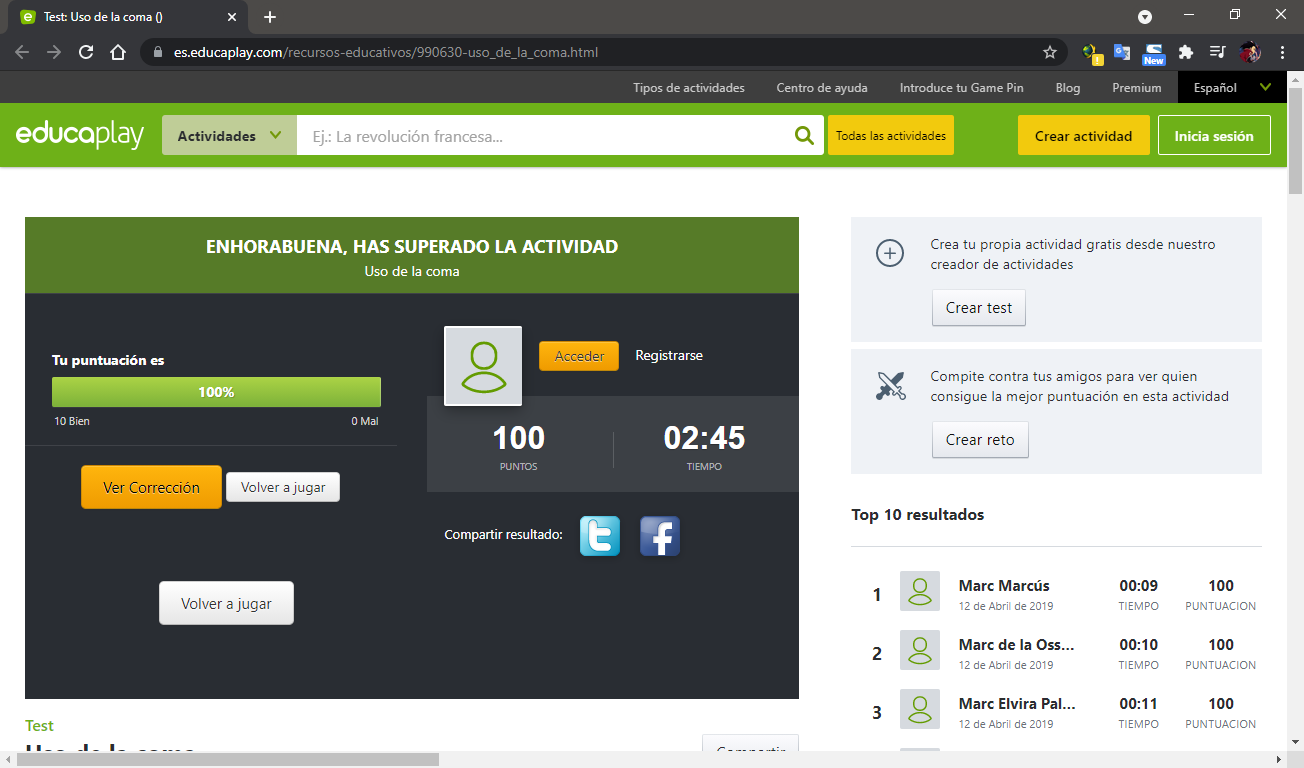 Test: Uso de la coma ()
es.educaplay.com/recursos-educativos/990630-uso_de_la_coma.html
New
Tipos de actividades Centro de ayuda Introduce tu Game Pin Blog Premium Español
educaplay Actividades Ej.: La revolución francesa... Todas las actividades Crear actividad Inicia sesión
ENHORABUENA, HAS SUPERADO LA ACTIVIDAD
Uso de la coma
Tu puntuación es
100%
10 Bien 0 Mal
Ver Corrección Volver a jugar
Volver a jugar
Acceder Registrarse
100 02:45
PUNTOS TIEMPO
Compartir resultado:
Test
Uso de la coma
Compartir
Crea tu propia actividad gratis desde nuestro
creador de actividades
Crear test
Compite contra tus amigos para ver quien
consigue la mejor puntuación en esta actividad
Crear reto
Top 10 resultados
1 Marc Marcús 00:09 100
12 de Abril de 2019 TIEMPO PUNTUACION
2 Marc de la Oss... 00:10 100
12 de Abril de 2019 TIEMPO PUNTUACION
3 Marc Elvira Pal... 00:11 100
12 de Abril de 2019 TIEMPO PUNTUACION